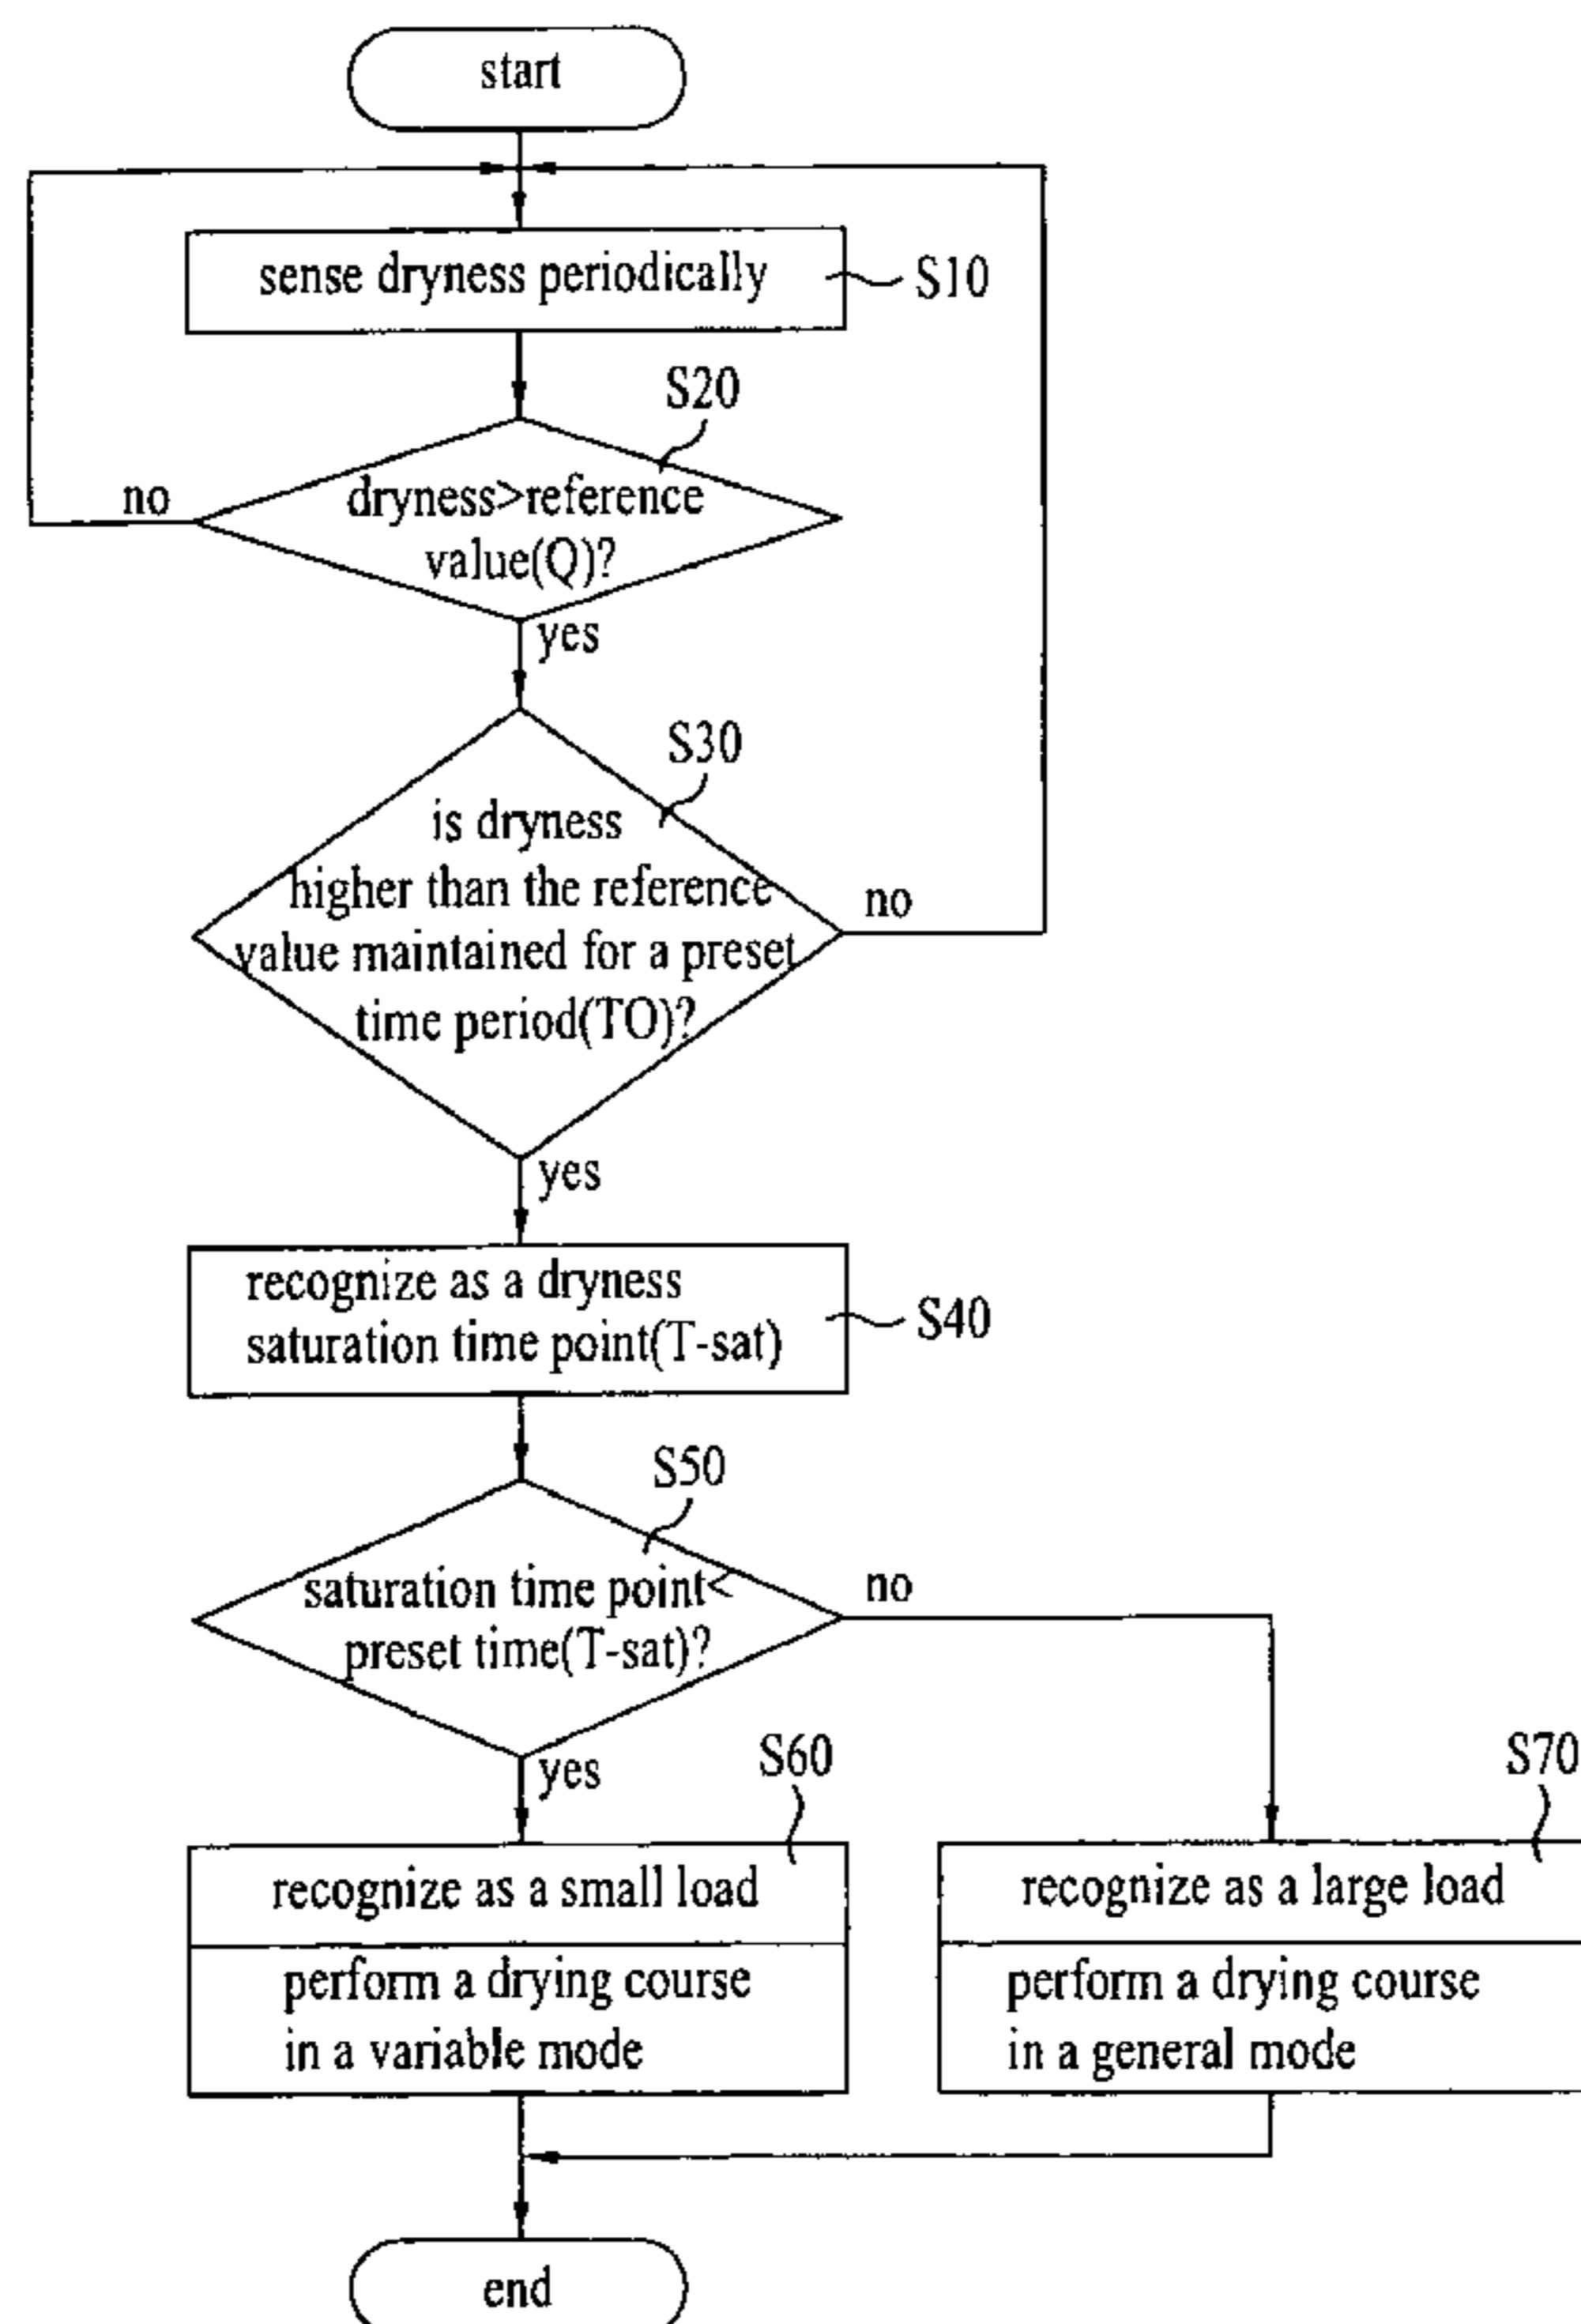 start
sense dryness periodically
S10
S20
dryness>reference
value(Q)?
no
yes
S30
is dryness
higher than the reference
value maintained for a preset
time period(TO)?
no
yes
recognize as a dryness
saturation time point(T-sat)
S40
S50
saturation time point<
preset time(T-sat)?
no
yes
S60
recognize as a small load
perform a drying course
in a variable mode
S70
recognize as a large load
perform a drying course
in a general mode
end